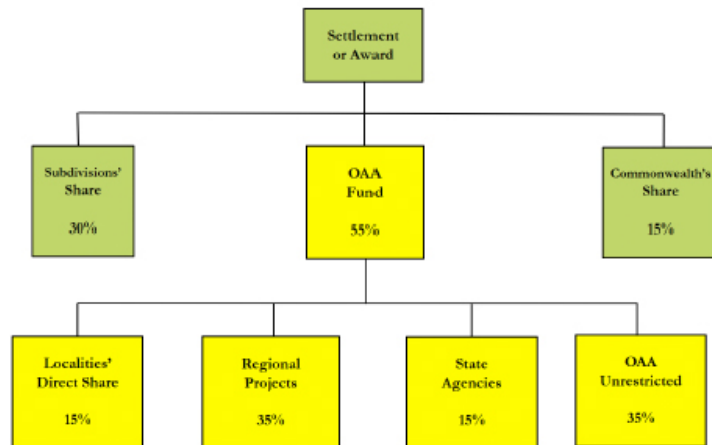 Settlement
or Award
Subdivisions'
Share
30%
OAA
Fund
55%
Commonwealth's
Share
15%
Localities'
Direct Share
15%
Regional
Projects
35%
State
Agencies
15%
OAA
Unrestricted
35%